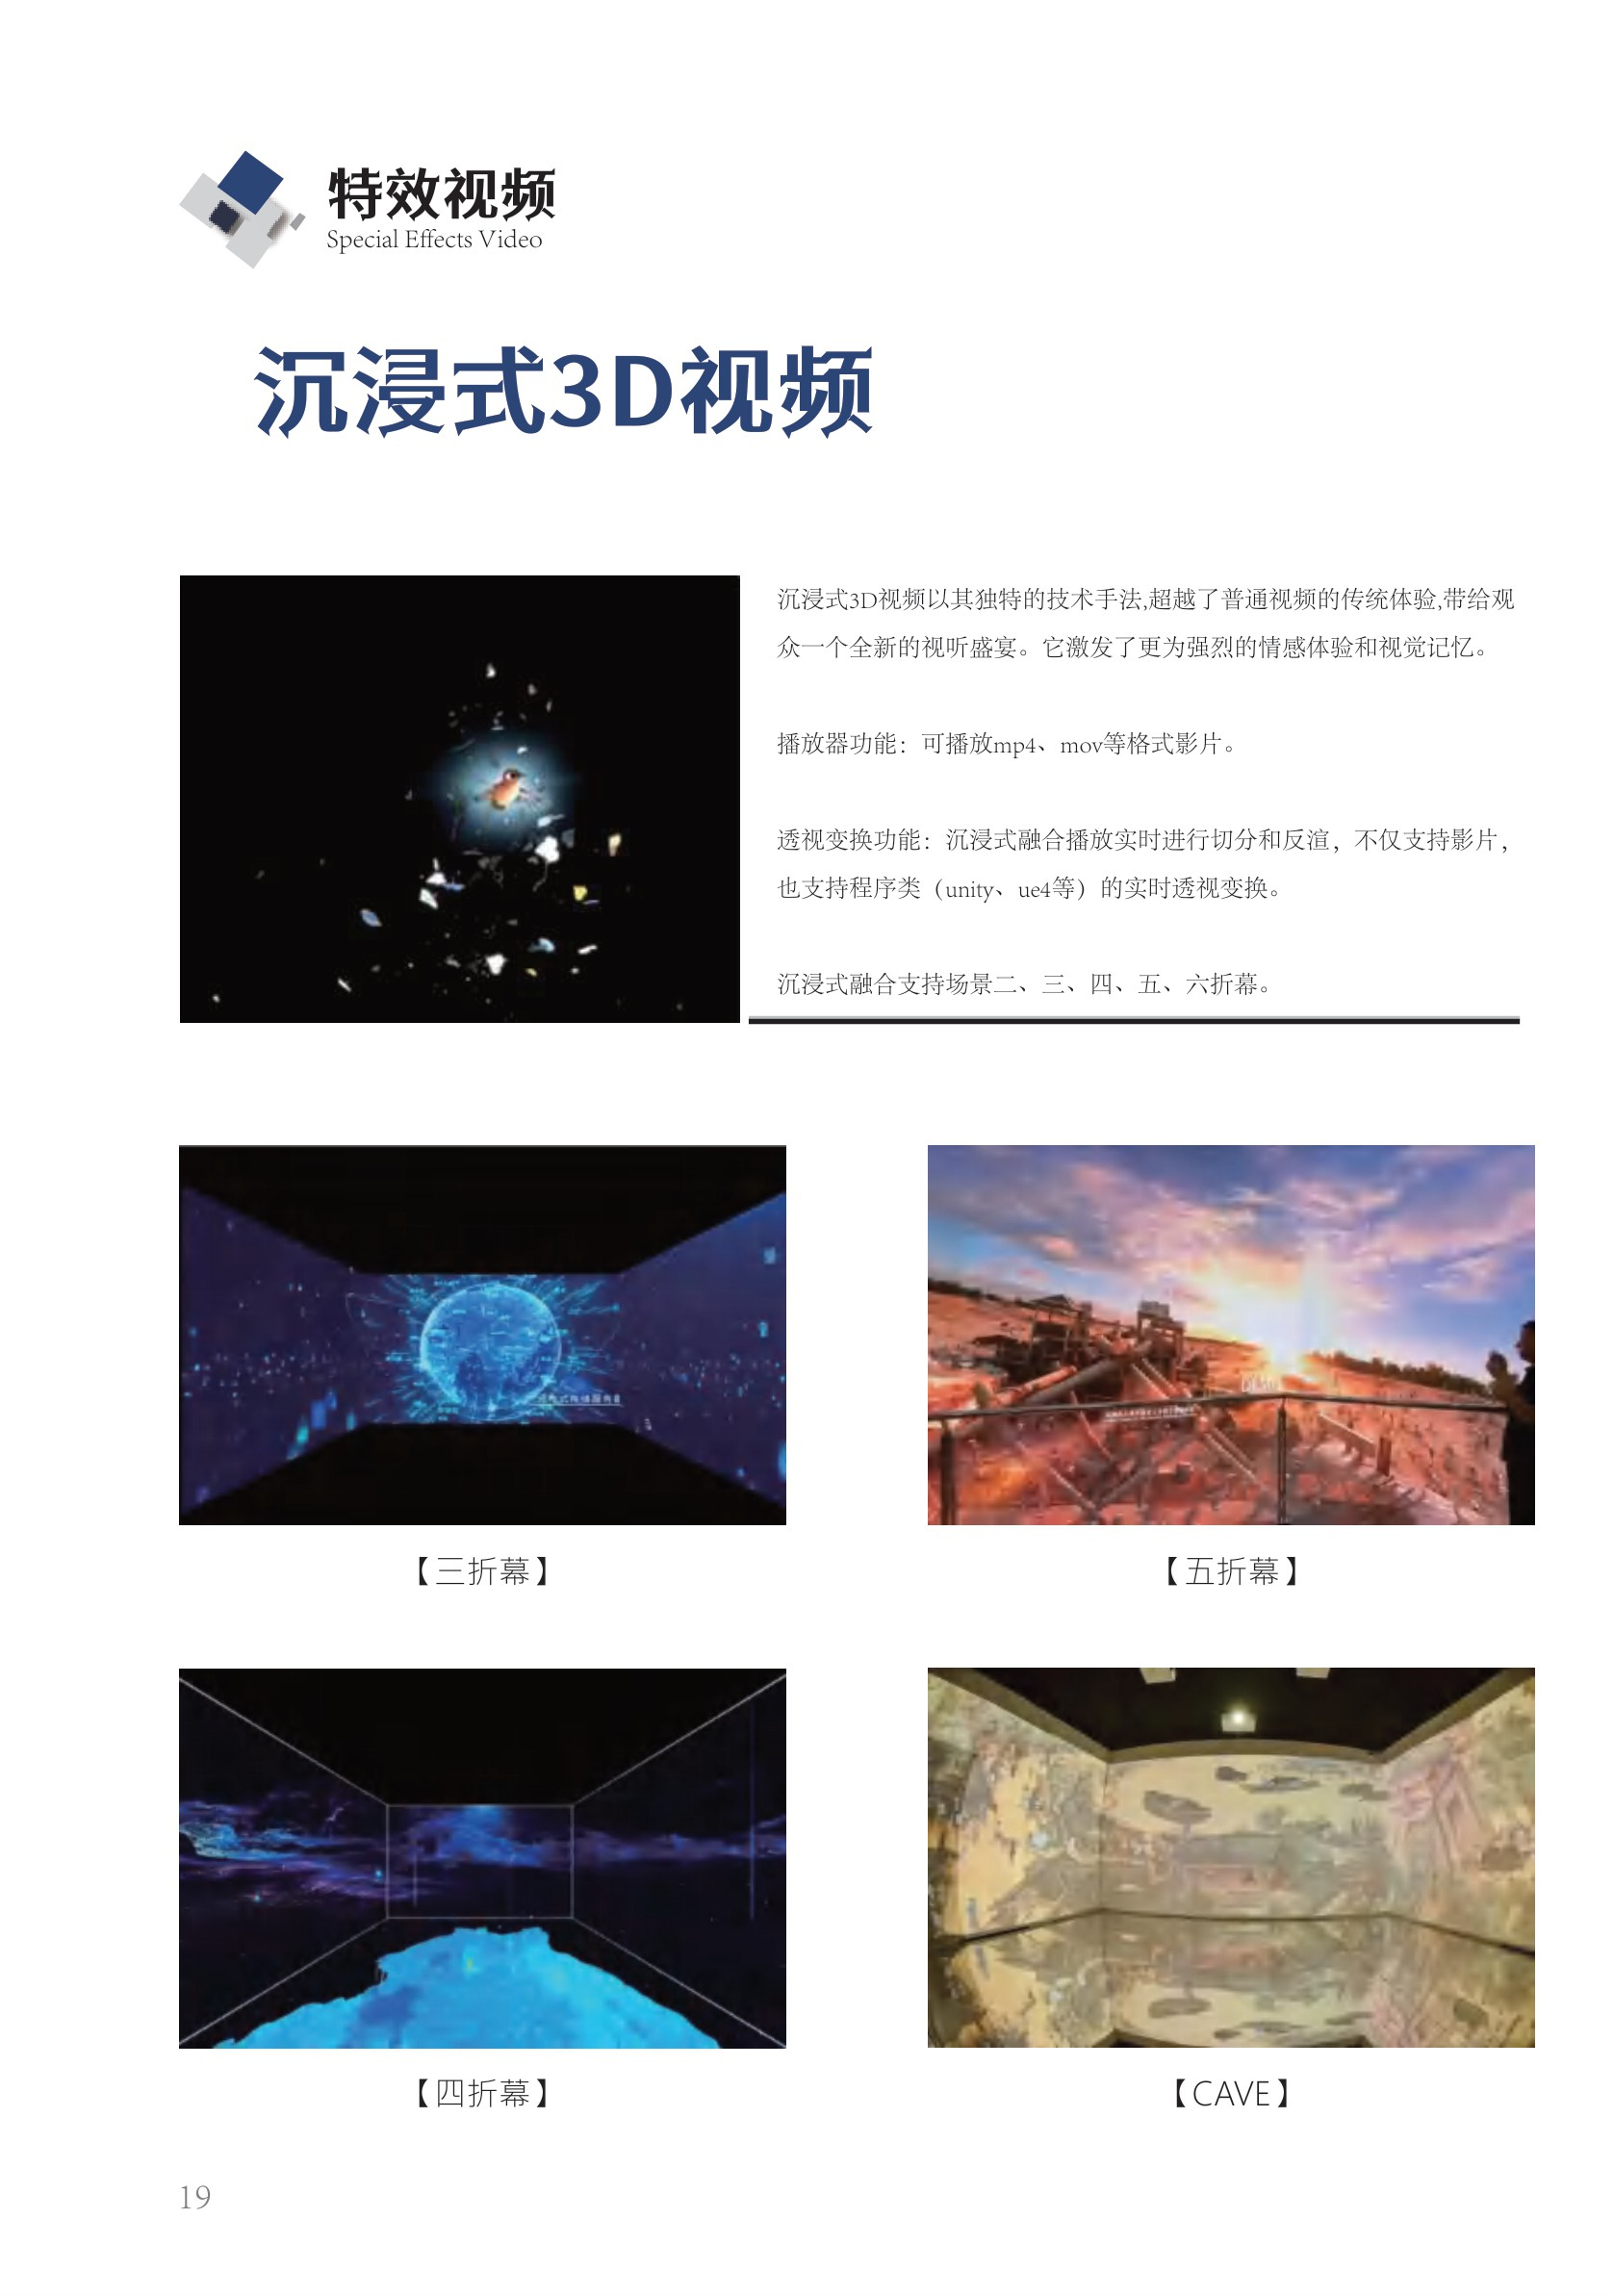 特效视频
Special Effects Video
沉浸式3D视频
沉浸式3D视频以其独特的技术手法,超越了普通视频的传统体验,带给观
众一个全新的视听盛宴。它激发了更为强烈的情感体验和视觉记忆。
播放器功能：可播放mp4、mov等格式影片。
透视变换功能：沉浸式融合播放实时进行切分和反渲，不仅支持影片，
也支持程序类（unity、ue4等）的实时透视变换。
沉浸式融合支持场景二、三、四、五、六折幕。
【三折幕】
【五折幕】
【四折幕】
【CAVE】
19